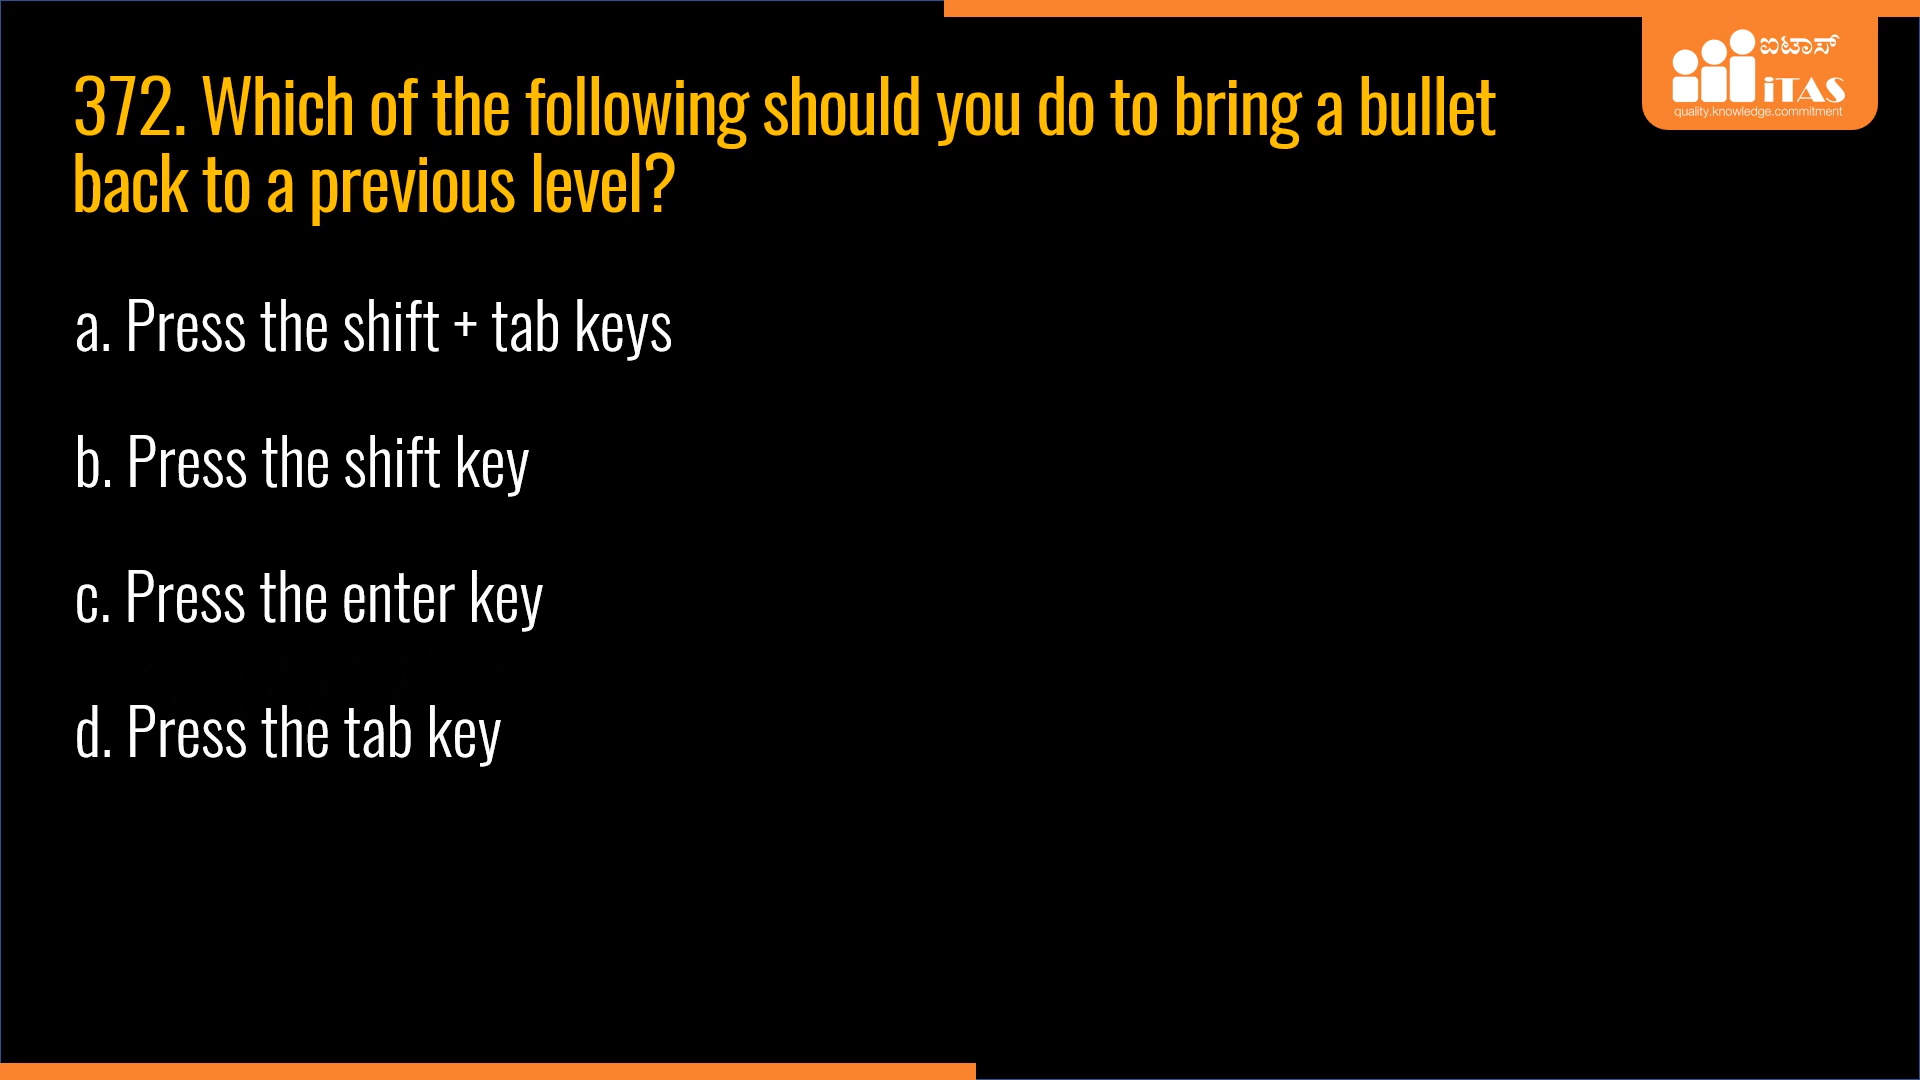 ಐಟಾಸ್
iTAS
quality.knowledge.commitment
372. Which of the following should you do to bring a bullet
back to a previous level?
a. Press the shift + tab keys
b. Press the shift key
c. Press the enter key
d. Press the tab key